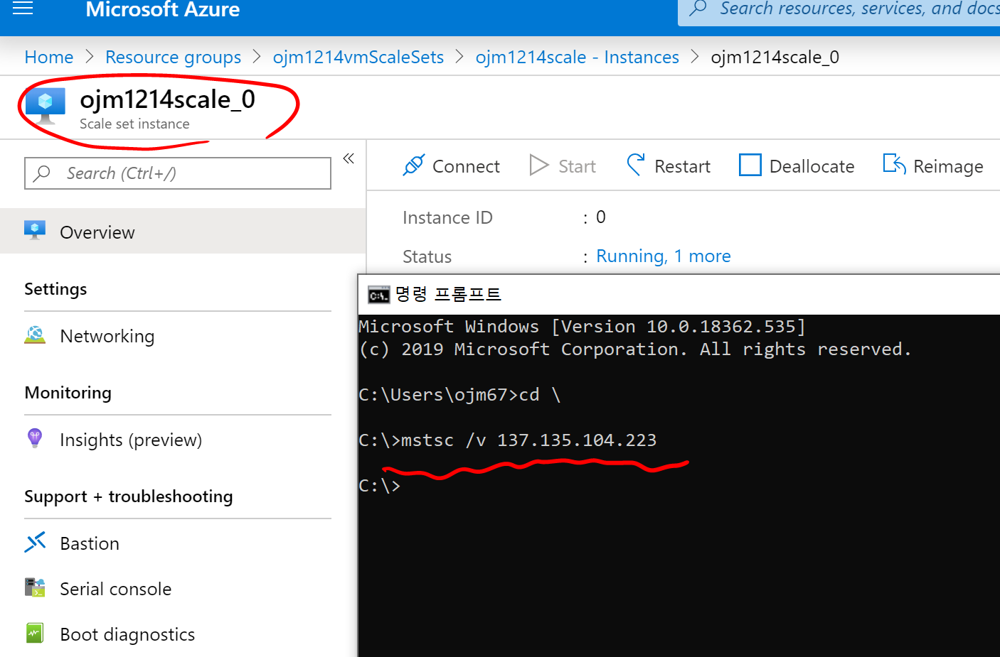 Microsoft Azure
Search resources, services, and docs
Home > Resource groups > ojm1214vmScaleSets > ojm1214scale - Instances > ojm1214scale_0
ojm1214scale_0
Scale set instance
Search (Ctrl+/)
«
Connect
Start
Restart
Deallocate
Reimage
Overview
Settings
Networking
Monitoring
Insights (preview)
Support + troubleshooting
Bastion
Serial console
Boot diagnostics
Instance ID : 0
Status : Running, 1 more
C:\. 명령 프롬프트
Microsoft Windows [Version 10.0.18362.535]
(c) 2019 Microsoft Corporation. All rights reserved.
C:\Users\ojm67>cd \
C:\>mstsc /v 137.135.104.223
C:\>